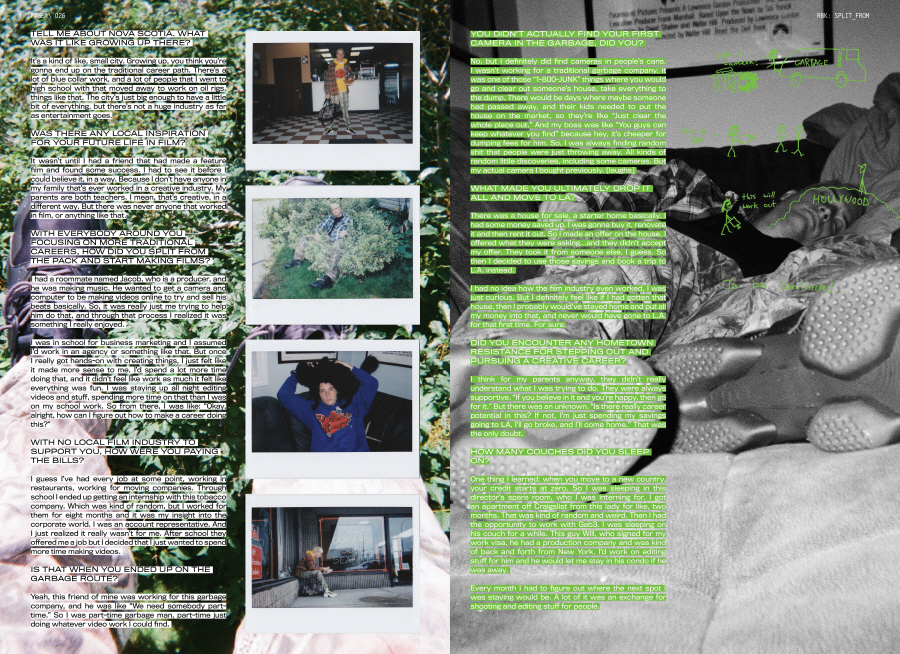 PAGES\ 026
TELL ME ABOUT NOVA SCOTIA. WHAT
WAS IT LIKE GROWING UP THERE?
It's a kind of like, small city. Growing up, you think you're
gonna end up on the traditional career path. There's a
lot of blue collar work, and a lot of people that I went to
high school with that moved away to work on oil rigs,
things like that. The city's just big enough to have a little
bit of everything, but there's not a huge industry as far
as entertainment goes.
WAS THERE ANY LOCAL INSPIRATION
FOR YOUR FUTURE LIFE IN FILM?
It wasn't until I had a friend that had made a feature
film and found some success. I had to see it before I
could believe it, in a way. Because I don't have anyone in
my family that's ever worked in a creative industry. My
parents are both teachers, I mean, that's creative, in a
different way. But there was never anyone that worked
in film, or anything like that.
WITH EVERYBODY AROUND YOU
FOCUSING ON MORE TRADITIONAL
CAREERS, HOW DID YOU SPLIT FROM
THE PACK AND START MAKING FILMS?
I had a roommate named Jacob, who is a producer, and
he was making music. He wanted to get a camera and
computer to be making videos online to try and sell his
beats basically. So, it was really just me trying to help
him do that, and through that process I realized it was
something I really enjoyed.
I was in school for business marketing and I assumed
I'd work in an agency or something like that. But once
I really got hands-on with creating things, I just felt like
it made more sense to me. I'd spend a lot more time
doing that, and it didn't feel like work as much it felt like
everything was fun. I was staying up all night editing
videos and stuff, spending more time on that than I was
on my school work. So from there, I was like: "Okay,
alright, how can I figure out how to make a career doing
this?"
WITH NO LOCAL FILM INDUSTRY TO
SUPPORT YOU, HOW WERE YOU PAYING
THE BILLS?
I guess I've had every job at some point, working in
restaurants, working for moving companies. Through
school I ended up getting an internship with this tobacco
company. Which was kind of random, but I worked for
them for eight months and it was my insight into the
corporate world. I was an account representative. And
I just realized it really wasn't for me. After school they
offered me a job but I decided that I just wanted to spend
more time making videos.
IS THAT WHEN YOU ENDED UP ON THE
GARBAGE ROUTE?
Yeah, this friend of mine was working for this garbage
company, and he was like "We need somebody part-
time." So I was part-time garbage man, part-time just
doing whatever video work I could find.
RBK: SPLIT_FROM
YOU DIDN'T ACTUALLY FIND YOUR FIRST
CAMERA IN THE GARBAGE, DID YOU?
No, but I definitely did find cameras in people's cans.
I wasn't working for a traditional garbage company, it
was one of those "1-800-JUNK" things where you would
go and clear out someone's house, take everything to
the dump. There would be days where maybe someone
had passed away, and their kids needed to put the
house on the market, so they're like "Just clear the
whole place out." And my boss was like "You guys can
keep whatever you find" because hey, it's cheaper for
dumping fees for him. So, I was always finding random
shit that people were just throwing away. All kinds of
random little discoveries, including some cameras. But
my actual camera I bought previously. [laughs]
WHAT MADE YOU ULTIMATELY DROP IT
ALL AND MOVE TO LA?
There was a house for sale, a starter home basically. I
had some money saved up, I was gonna buy it, renovate
it and then rent it out. So I made an offer on the house, I
offered what they were asking...and they didn't accept
my offer. They took it from someone else, I guess. So
then I decided to use those savings and book a trip to
L.A. instead.
I had no idea how the film industry even worked, I was
just curious. But I definitely feel like if I had gotten that
house, then I probably would've stayed home and put all
my money into that, and never would have gone to L.A.
for that first time. For sure.
DID YOU ENCOUNTER ANY HOMETOWN
RESISTANCE FOR STEPPING OUT AND
PURSUING A CREATIVE CAREER?
I think for my parents anyway, they didn't really
understand what I was trying to do. They were always
supportive. "If you believe in it and you're happy, then go
for it." But there was an unknown. "Is there really career
potential in this? If not, I'm just spending my savings
going to LA, I'll go broke, and I'll come home." That was
the only doubt.
HOW MANY COUCHES DID YOU SLEEP
ON?
One thing I learned: when you move to a new country,
your credit starts at zero. So I was sleeping in this
director's spare room, who I was interning for, I got
an apartment off Craigslist from this lady for like, two
months. That was kind of random and weird. Then I had
the opportunity to work with Gab3. I was sleeping on
his couch for a while. This guy Will, who signed for my
work visa, he had a production company and was kind
of back and forth from New York. I'd work on editing
stuff for him and he would let me stay in his condo if he
was away.
Every month I had to figure out where the next spot I
was staying would be. A lot of it was an exchange for
shooting and editing stuff for people.
GARBAGE
this will
work out
HOLLYWOOD